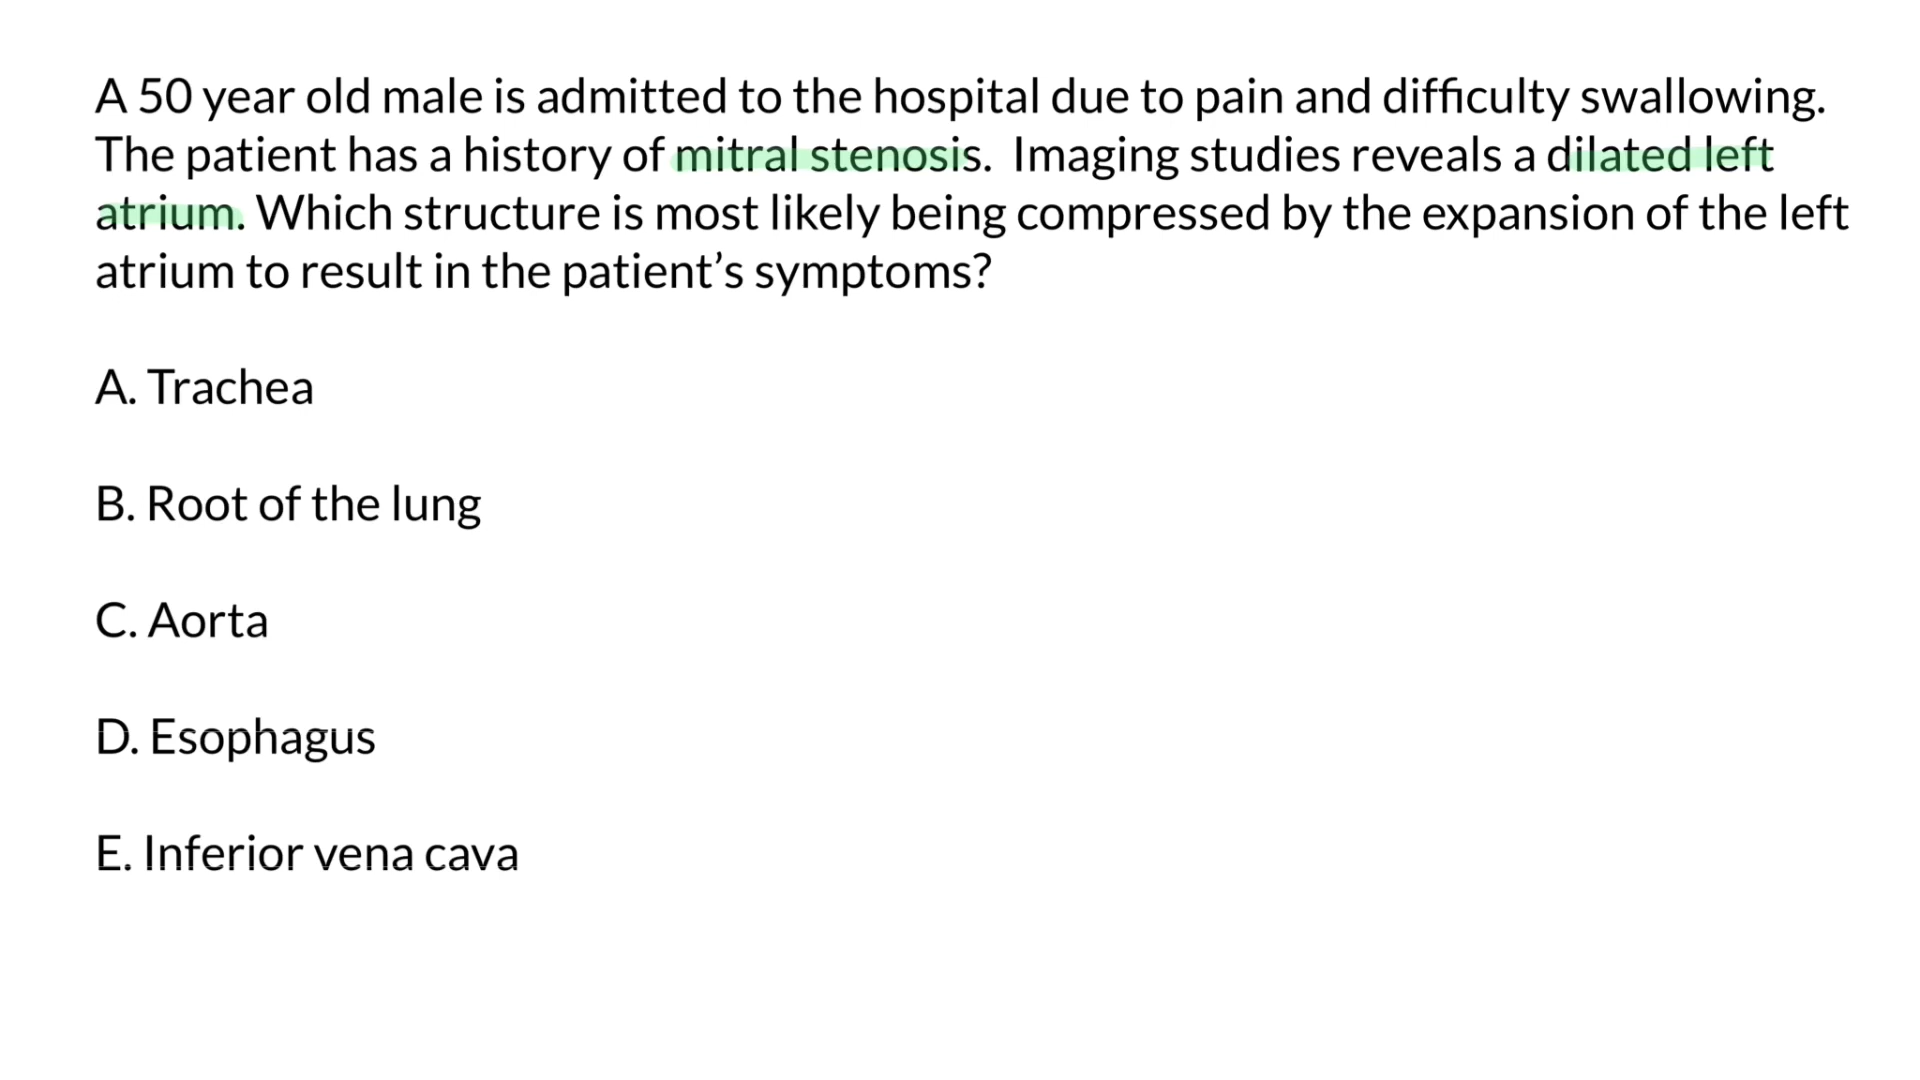 A 50 year old male is admitted to the hospital due to pain and difficulty swallowing.
The patient has a history of mitral stenosis.  Imaging studies reveals a dilated left
atrium. Which structure is most likely being compressed by the expansion of the left
atrium to result in the patient’s symptoms?
A. Trachea
B. Root of the lung
C. Aorta
D. Esophagus
E. Inferior vena cava